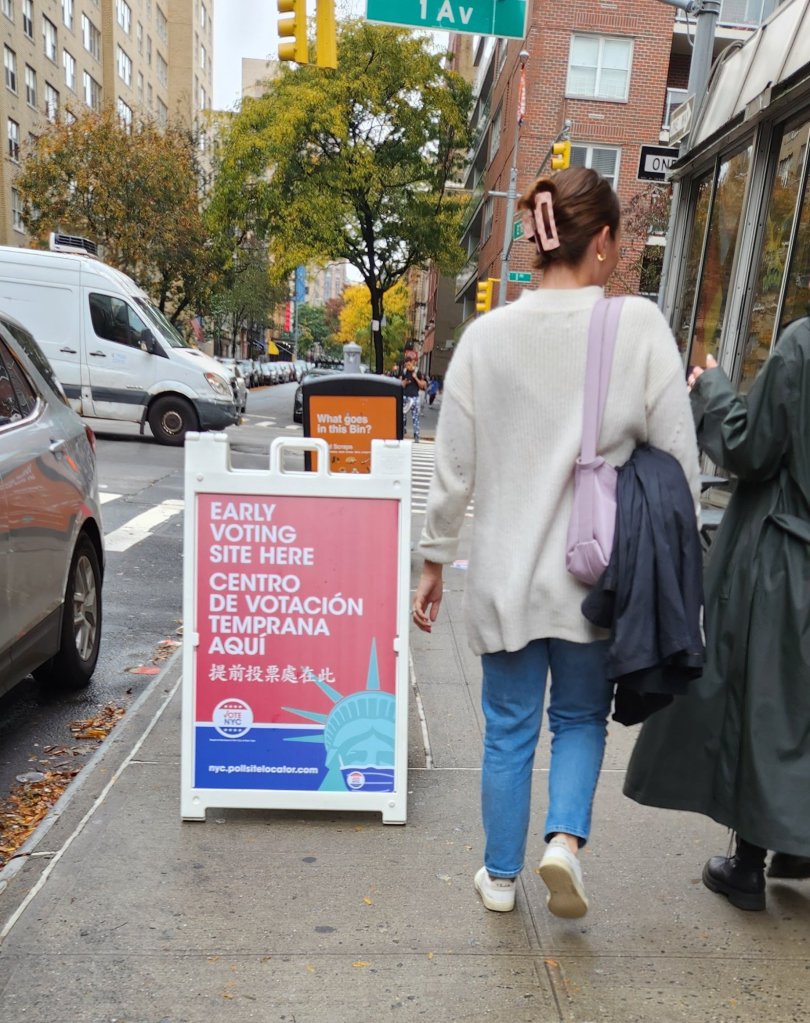 1 Av
ONE
What goes
in this Bin?
EARLY
VOTING
SITE HERE
CENTRO
DE VOTACIÓN
TEMPRANA
AQUÍ
提前投票處在此
VOTE
NYC
nyc.pollsitelocator.com